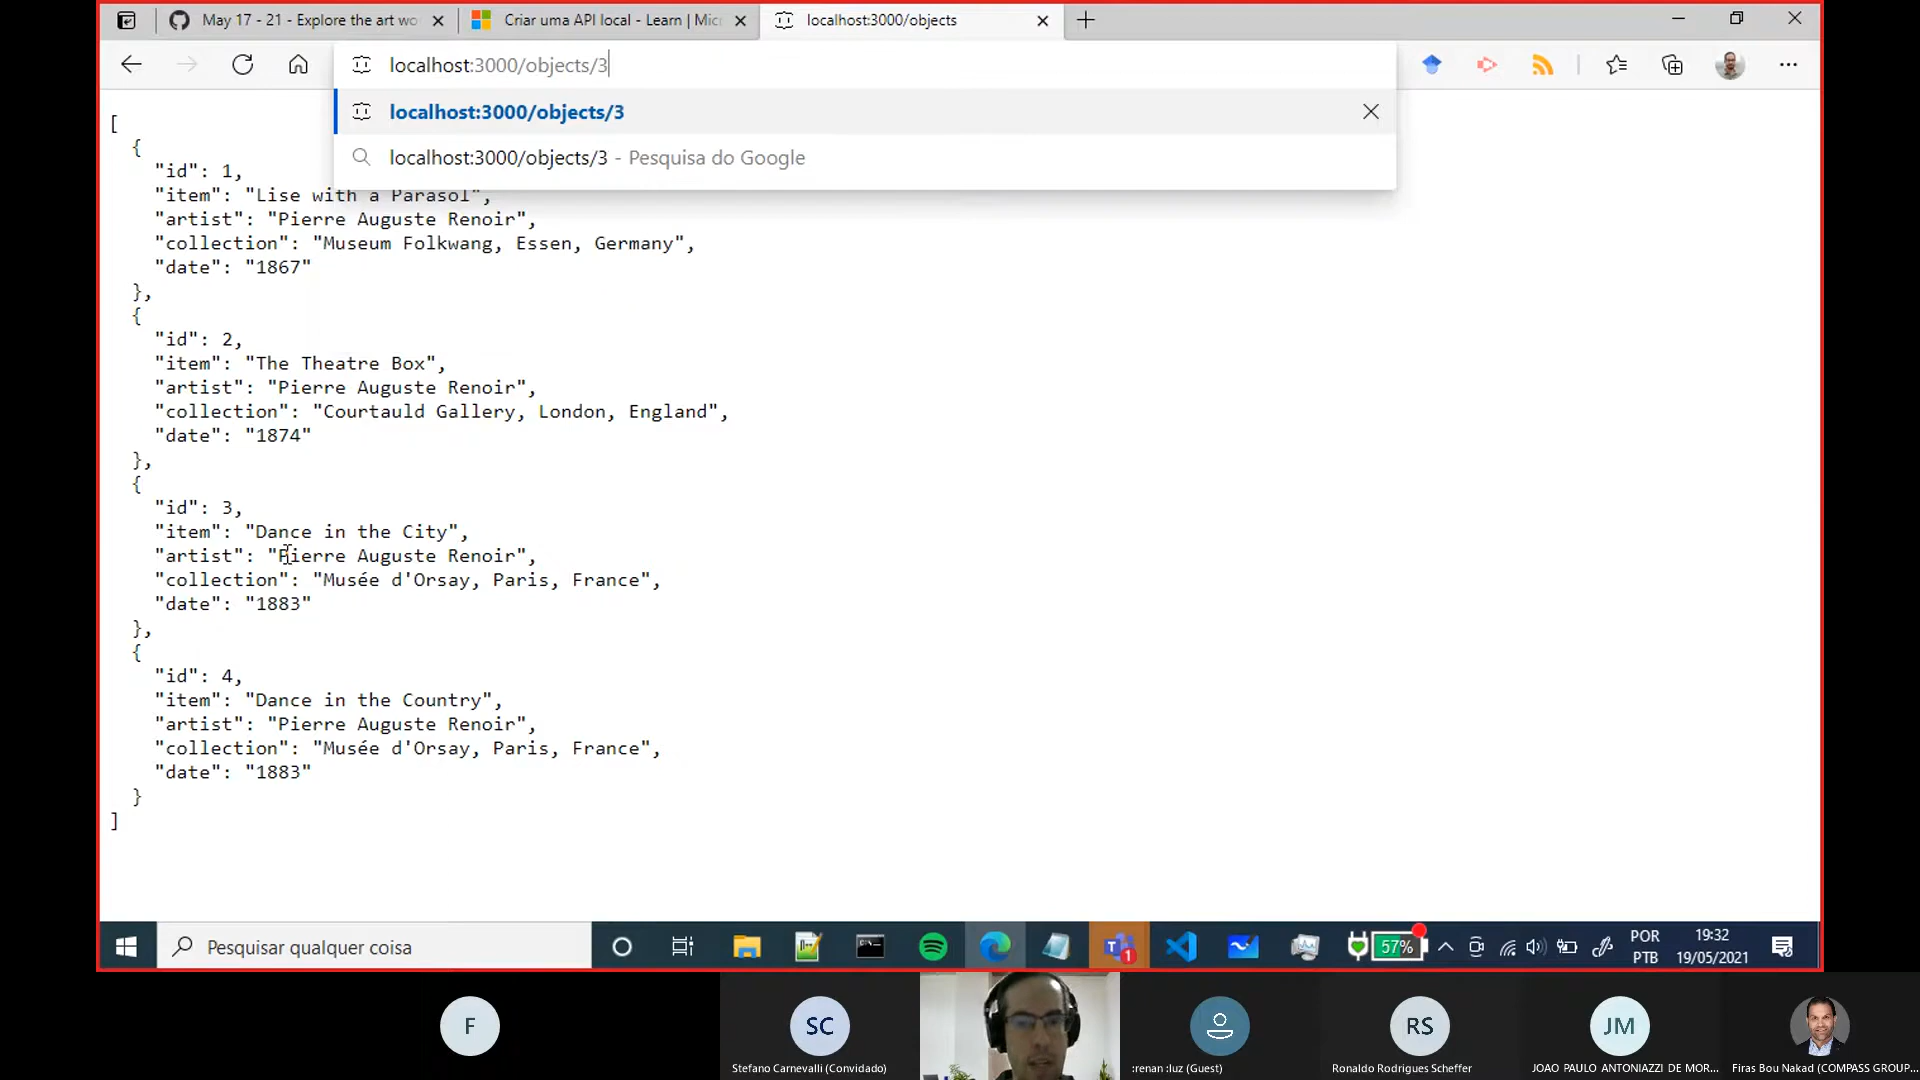 May 17 - 21 - Explore the art wo
Criar uma API local - Learn | Mic
localhost:3000/objects
localhost:3000/objects/3
localhost:3000/objects/3
localhost:3000/objects/3 - Pesquisa do Google
[
{
"id": 1,
"item": "Lise with a Parasol",
"artist": "Pierre Auguste Renoir",
"collection": "Museum Folkwang, Essen, Germany",
"date": "1867"
},
{
"id": 2,
"item": "The Theatre Box",
"artist": "Pierre Auguste Renoir",
"collection": "Courtauld Gallery, London, England",
"date": "1874"
},
{
"id": 3,
"item": "Dance in the City",
"artist": "Pierre Auguste Renoir",
"collection": "Musée d'Orsay, Paris, France",
"date": "1883"
},
{
"id": 4,
"item": "Dance in the Country",
"artist": "Pierre Auguste Renoir",
"collection": "Musée d'Orsay, Paris, France",
"date": "1883"
}
]
Pesquisar qualquer coisa
1
57%
POR
PTB
19:32
19/05/2021
F
SC
RS
JM
Stefano Carnevalli (Convidado)
:renan :luz (Guest)
Ronaldo Rodrigues Scheffer
JOAO PAULO ANTONIAZZI DE MOR...
Firas Bou Nakad (COMPASS GROUP...